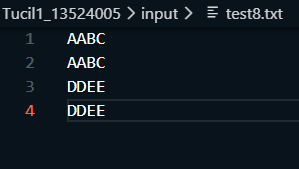 Tucil1_13524005 > input > test8.txt
1 AABC
2 AABC
3 DDEE
4 DDEE